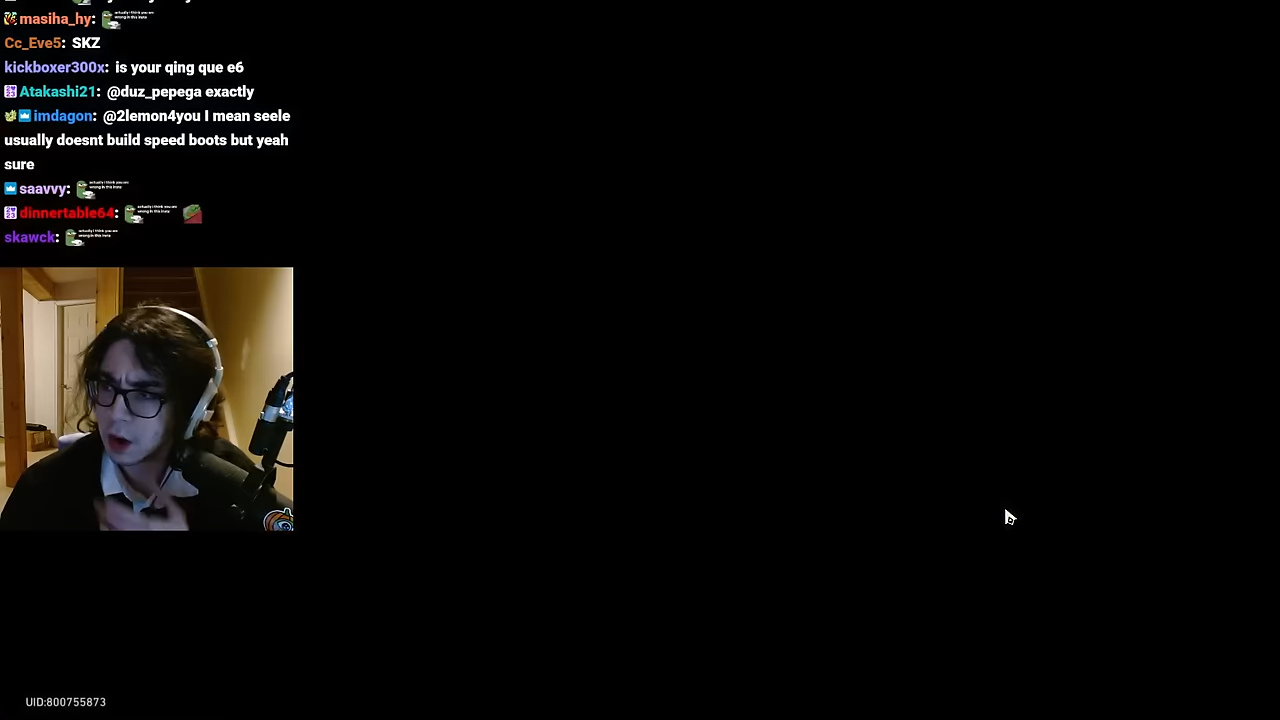 masiha_hy:
Cc_Eve5: SKZ
kickboxer300x: is your qing que e6
Atakashi21: @duz_pepega exactly
imdagon: @2lemon4you I mean seele
usually doesnt build speed boots but yeah
sure
saavvy:
dinnertable64:
skawck:
UID:800755873